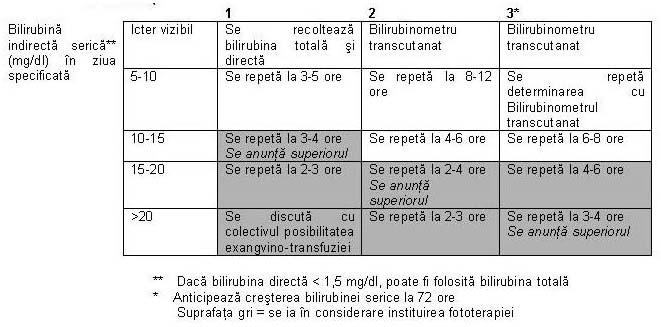 1 2 3*
Bilirubină
indirectă serică**
(mg/dl) în ziua
specificată
Icter vizibil
Se recoltează
bilirubina totală şi
directă
Bilirubinometru
transcutanat
Bilirubinometru
transcutanat
5-10
Se repetă la 3-5 ore
Se repetă la 8-12
ore
Se repetă
determinarea cu
Bilirubinometrul
transcutanat
10-15
Se repetă la 3-4 ore
Se anunţă superiorul
Se repetă la 4-6 ore
Se repetă la 6-8 ore
15-20
Se repetă la 2-3 ore
Se repetă la 2-4 ore
Se anunţă
superiorul
Se repetă la 4-6 ore
>20
Se discută cu
colectivul posibilitatea
exangvino-transfuziei
Se repetă la 2-3 ore
Se repetă la 3-4 ore
Se anunţă superiorul
** Dacă bilirubina directă < 1,5 mg/dl, poate fi folosită bilirubina totală
* Anticipează creşterea bilirubinei serice la 72 ore
Suprafaţa gri = se ia în considerare instituirea fototerapiei